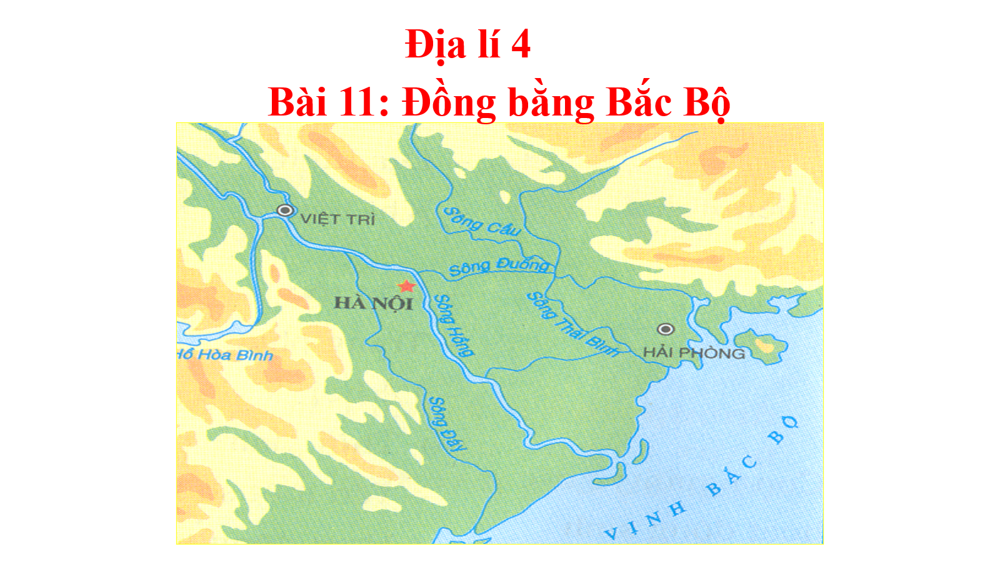 Địa lí 4
Bài 11: Đồng bằng Bắc Bộ
VIỆT TRÌ
Sông Cầu
Sông Đuống
HÀ NỘI
Sông Hồng
Sông Thái Bình
HẢI PHÒNG
Hồ Hòa Bình
Sông Đáy
VỊNH BẮC BỘ